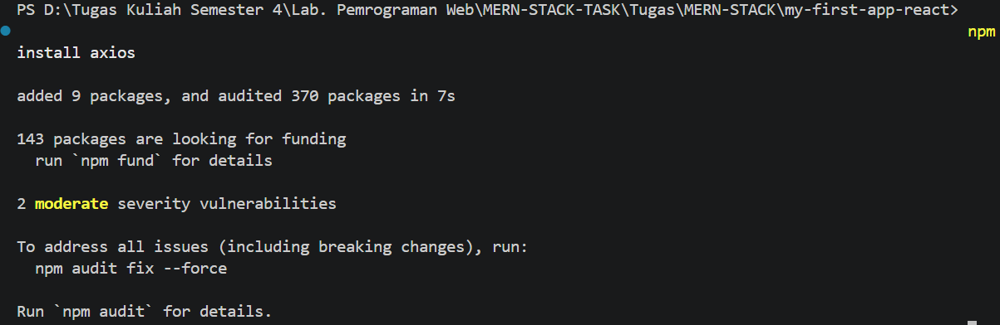 PS D:\Tugas Kuliah Semester 4\Lab. Pemrograman Web\MERN-STACK-TASK\Tugas\MERN-STACK\my-first-app-react>
npm
install axios
added 9 packages, and audited 370 packages in 7s
143 packages are looking for funding
  run `npm fund` for details
2 moderate severity vulnerabilities
To address all issues (including breaking changes), run:
  npm audit fix --force
Run `npm audit` for details.